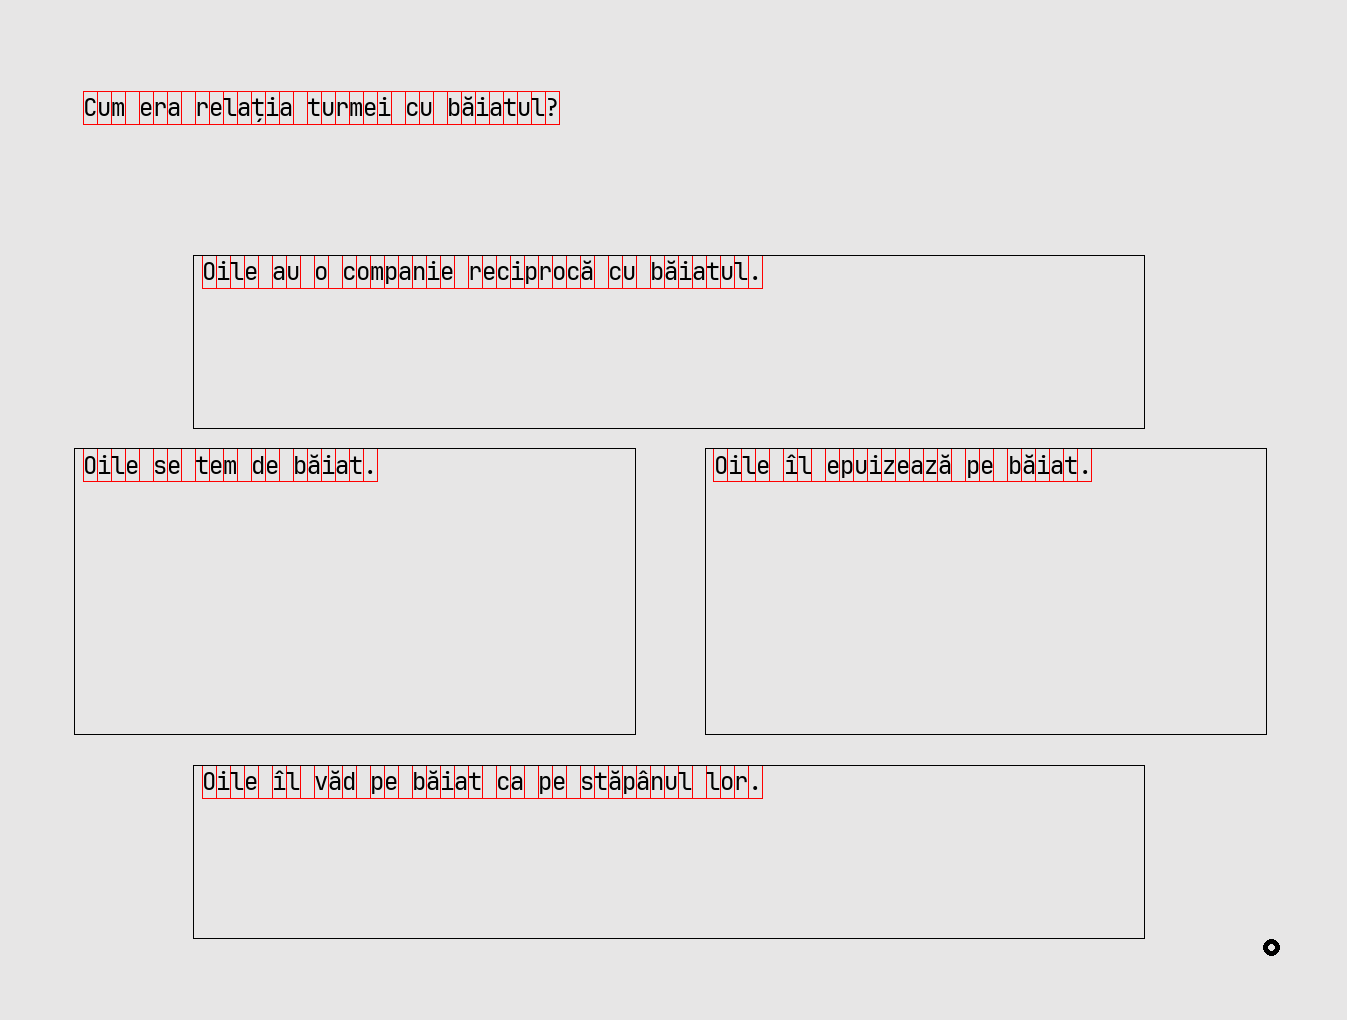 Cum era relația turmei cu băiatul?
Oile au o companie reciprocă cu băiatul.
Oile se tem de băiat.
Oile îl epuizează pe băiat.
Oile îl văd pe băiat ca pe stăpânul lor.